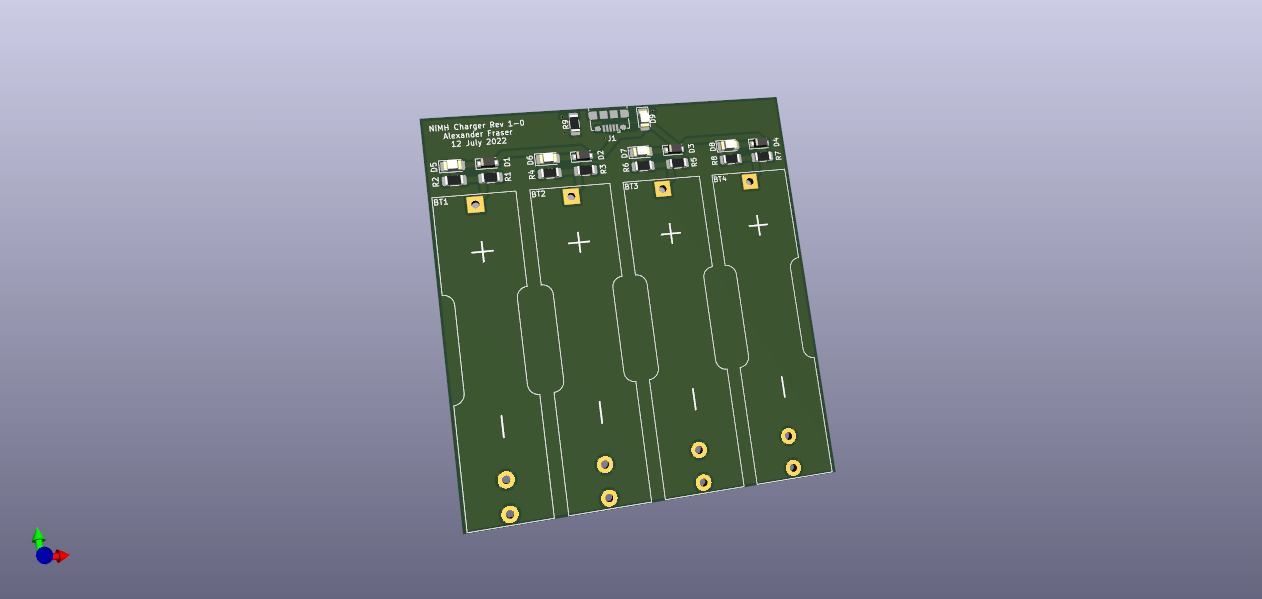 NiMH Charger Rev 1-0
Alexander Fraser
12 July 2022
R9
J1
D9
D5
D1
R2
R1
D6
D2
R4
R3
D7
D3
R6
R5
D8
D4
R8
R7
BT1
BT2
BT3
BT4
+
+
+
+
—
—
—
—